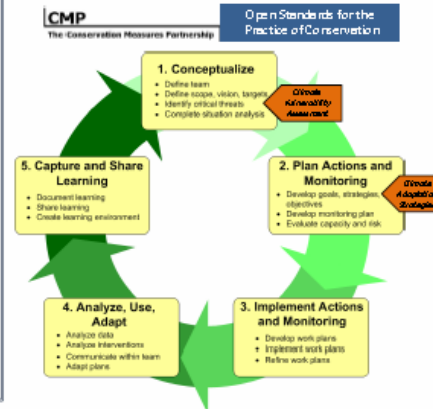 CMP
The Conservation Measures Partnership
Open Standards for the
Practice of Conservation
1. Conceptualize
• Define team
• Define scope, vision, targets
• Identify critical threats
• Complete situation analysis
Climate
Vulnerability
Assessment
2. Plan Actions and
Monitoring
• Develop goals, strategies,
objectives
• Develop monitoring plan
• Evaluate capacity and risk
Climate
Adaptation
Strategies
3. Implement Actions
and Monitoring
• Develop work plans
• Implement work plans
• Refine work plans
4. Analyze, Use,
Adapt
• Analyze data
• Analyze interventions
• Communicate within team
• Adapt plans
5. Capture and Share
Learning
• Document learning
• Share learning
• Create learning environment